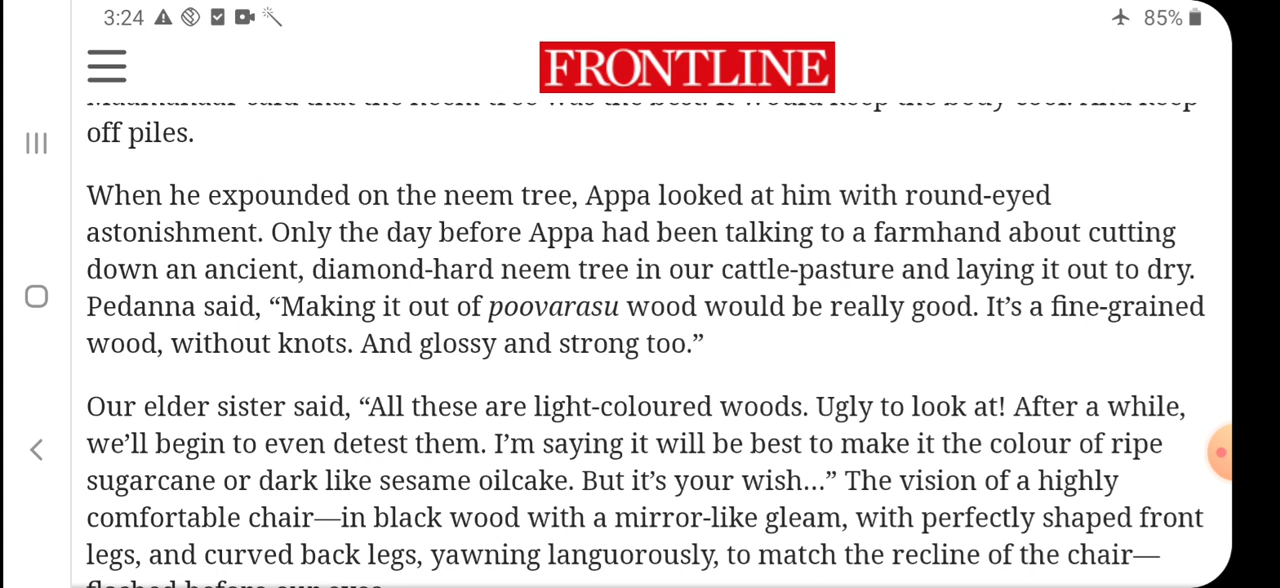 3:24
85%
FRONTLINE
off piles.
When he expounded on the neem tree, Appa looked at him with round-eyed
astonishment. Only the day before Appa had been talking to a farmhand about cutting
down an ancient, diamond-hard neem tree in our cattle-pasture and laying it out to dry.
Pedanna said, “Making it out of poovarasu wood would be really good. It’s a fine-grained
wood, without knots. And glossy and strong too.”
Our elder sister said, “All these are light-coloured woods. Ugly to look at! After a while,
we’ll begin to even detest them. I’m saying it will be best to make it the colour of ripe
sugarcane or dark like sesame oilcake. But it’s your wish...” The vision of a highly
comfortable chair—in black wood with a mirror-like gleam, with perfectly shaped front
legs, and curved back legs, yawning languorously, to match the recline of the chair—